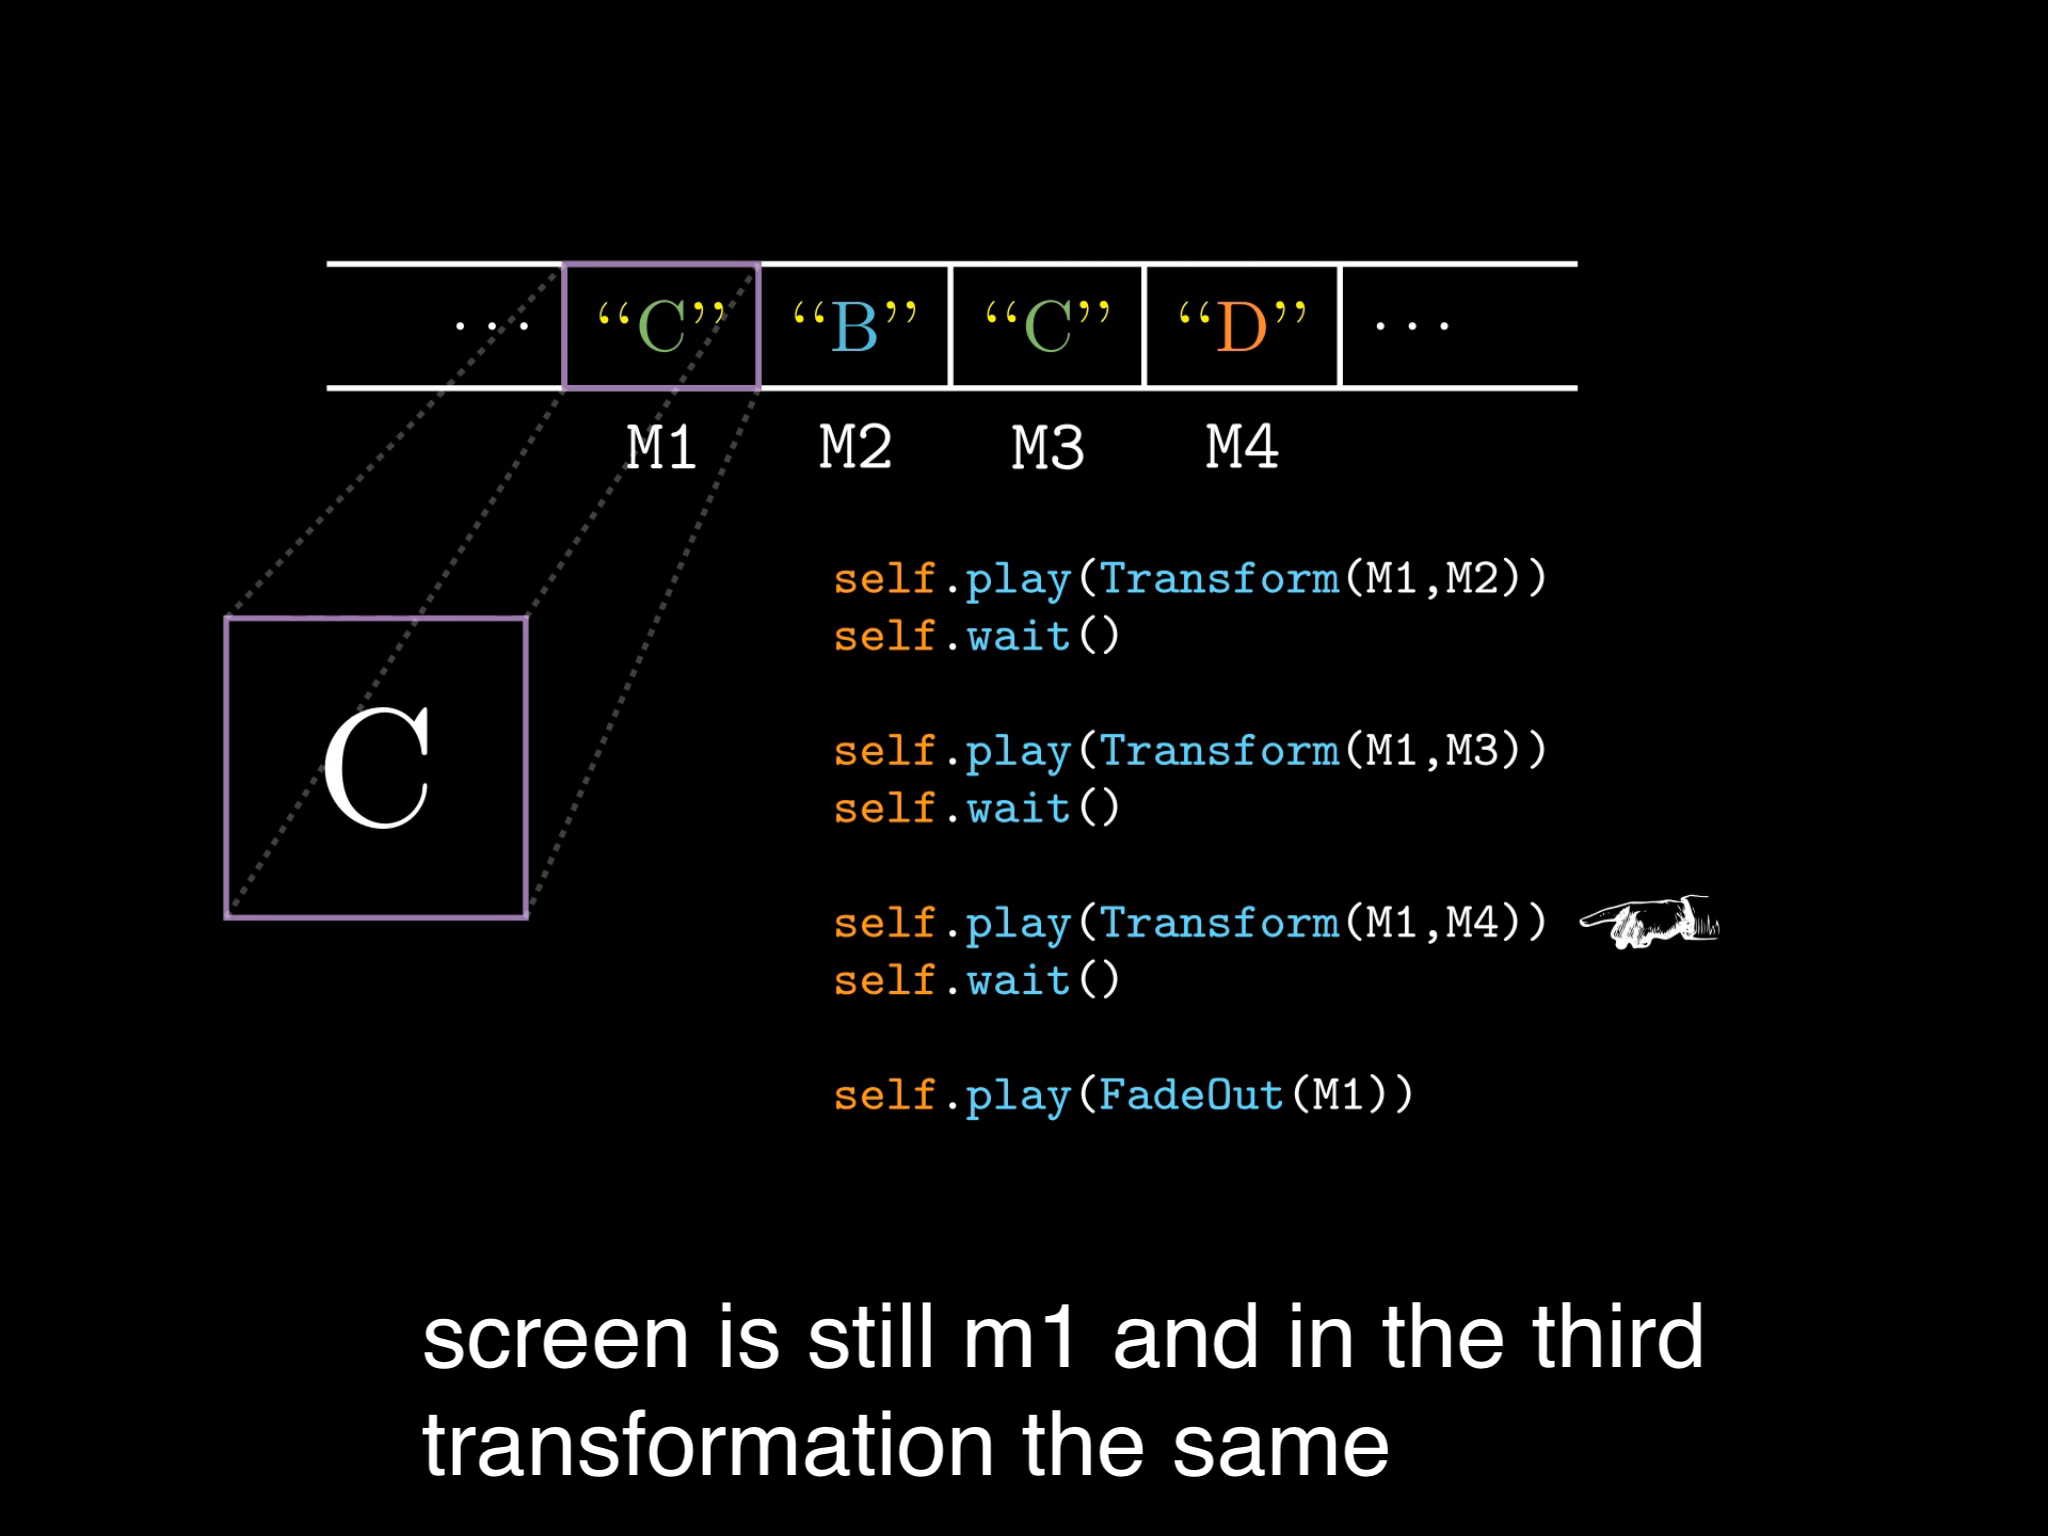 ... “C” “B” “C” “D” ...
M1 M2 M3 M4
self.play(Transform(M1,M2))
self.wait()
self.play(Transform(M1,M3))
self.wait()
C
self.play(Transform(M1,M4))
self.wait()
self.play(FadeOut(M1))
screen is still m1 and in the third
transformation the same